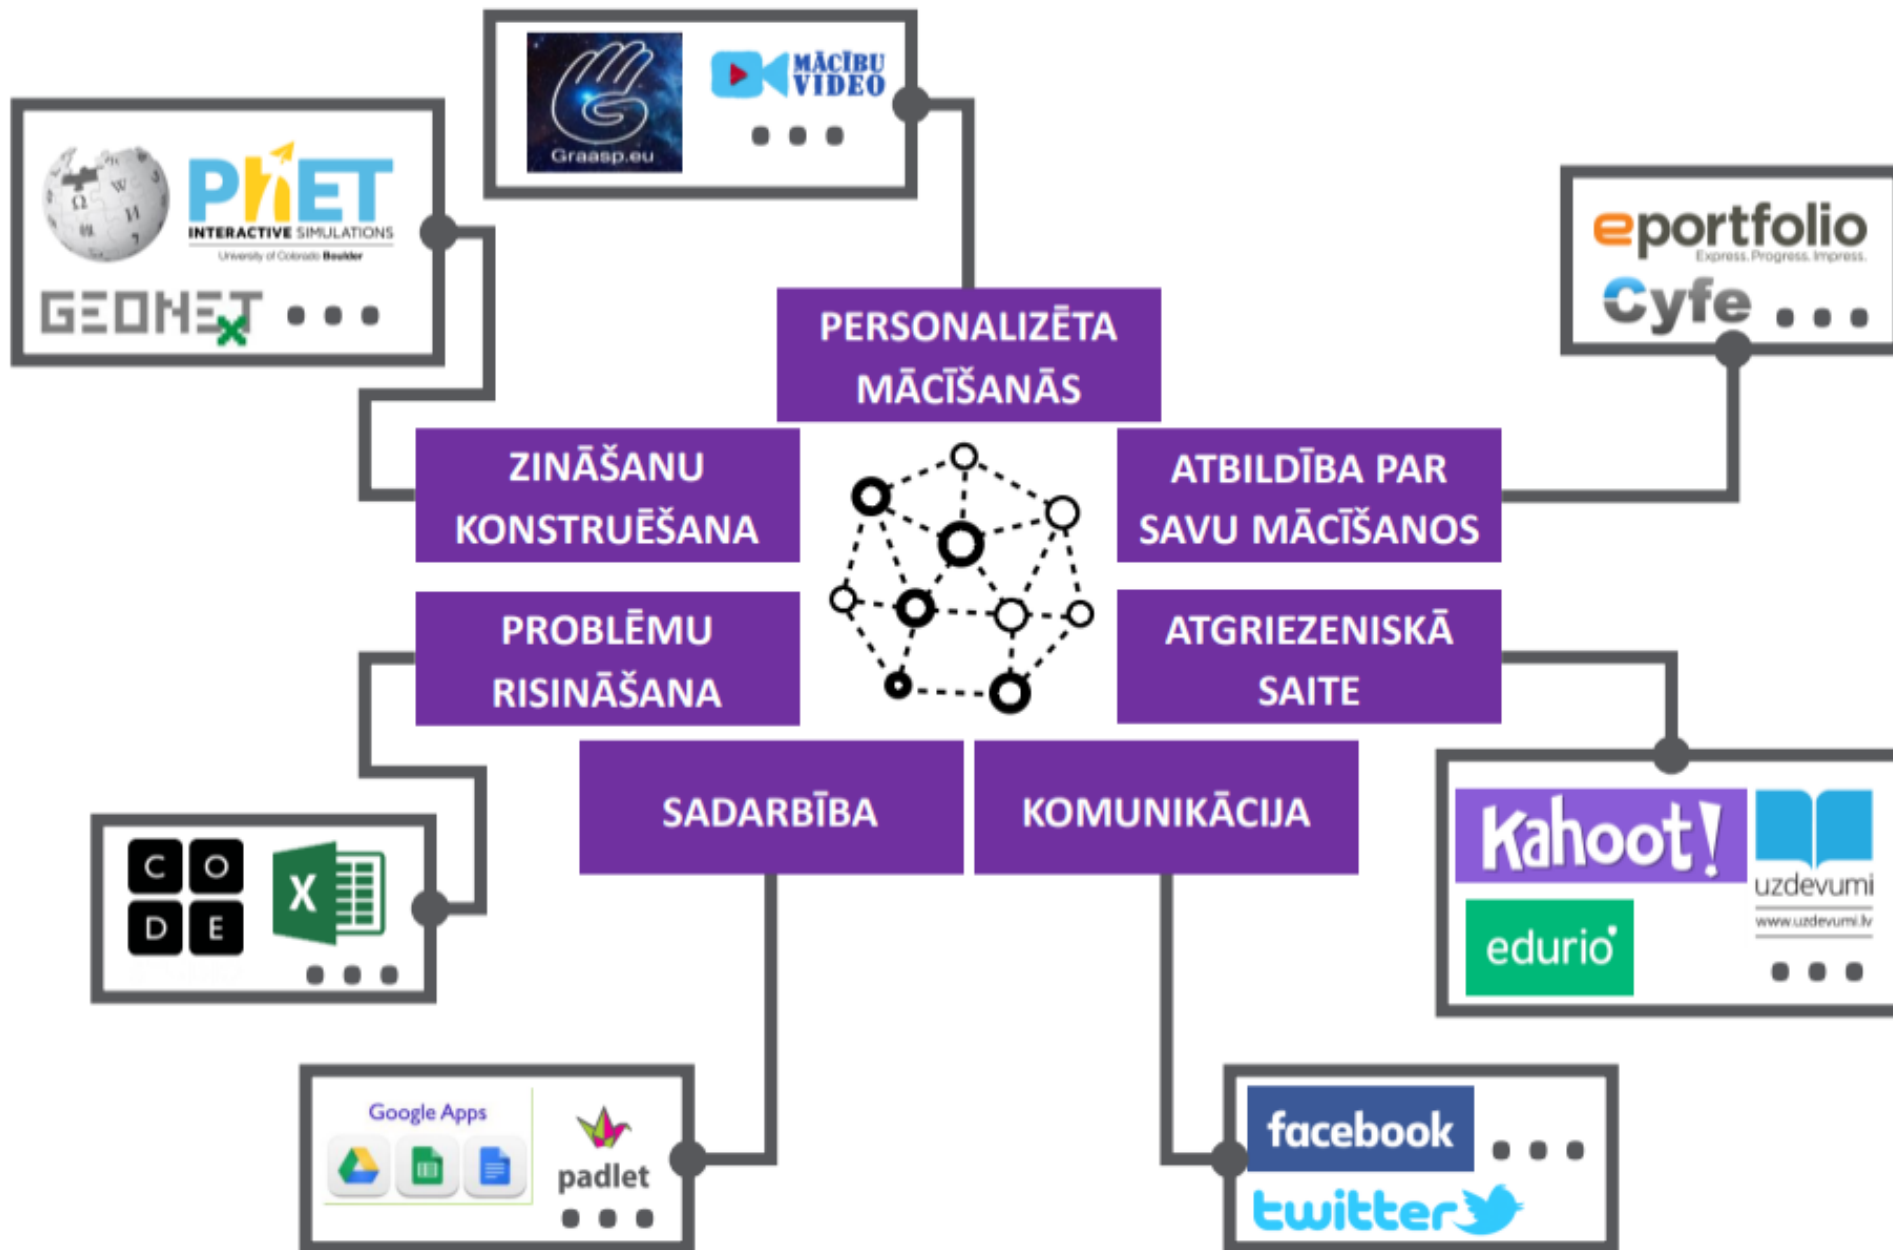 Graasp.eu
MĀCĪBU
VIDEO
PhET
INTERACTIVE SIMULATIONS
University of Colorado Boulder
GEONExT
eportfolio
Express. Progress. Impress.
Cyfe
PERSONALIZĒTA
MĀCĪŠANĀS
ZINĀŠANU
KONSTRUĒŠANA
ATBILDĪBA PAR
SAVU MĀCĪŠANOS
PROBLĒMU
RISINĀŠANA
ATGRIEZENISKĀ
SAITE
SADARBĪBA
KOMUNIKĀCIJA
C O
D E
X
Kahoot!
uzdevumi
www.uzdevumi.lv
edurio
Google Apps
padlet
facebook
twitter